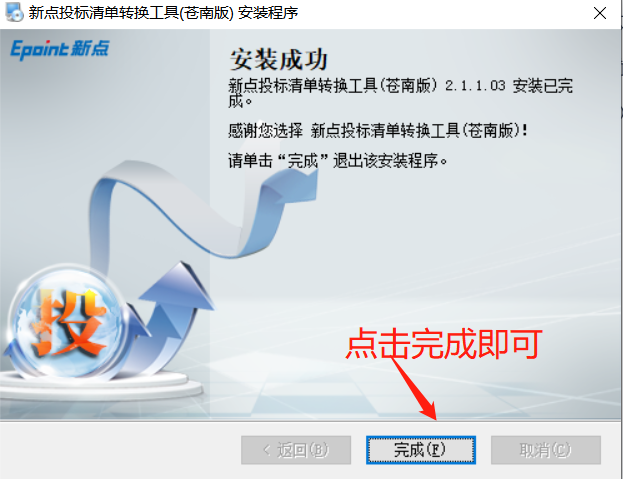 新点投标清单转换工具(苍南版) 安装程序
Epoint新点
安装成功
新点投标清单转换工具(苍南版) 2.1.1.03 安装已完
成。
感谢您选择 新点投标清单转换工具(苍南版)!
请单击“完成”退出该安装程序。
投
点击完成即可
< 返回(B)
完成(F)
取消(C)